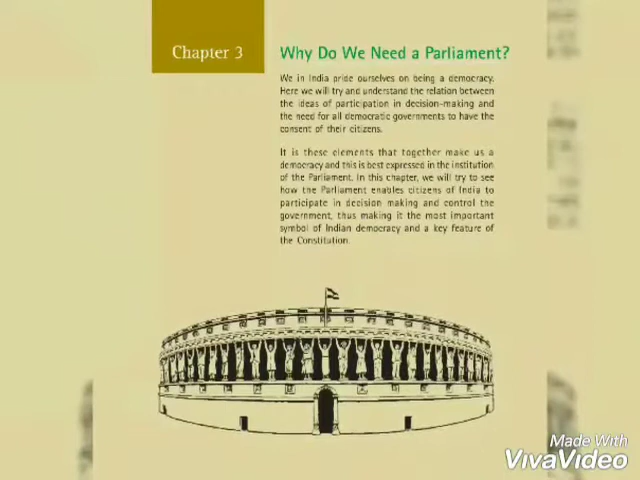 Chapter 3
Why Do We Need a Parliament?
We in India pride ourselves on being a democracy.
Here we will try and understand the relation between
the ideas of participation in decision-making and
the need for all democratic governments to have the
consent of their citizens.
It is these elements that together make us a
democracy and this is best expressed in the institution
of the Parliament. In this chapter, we will try to see
how the Parliament enables citizens of India to
participate in decision making and control the
government, thus making it the most important
symbol of Indian democracy and a key feature of
the Constitution.
Made With
VivaVideo